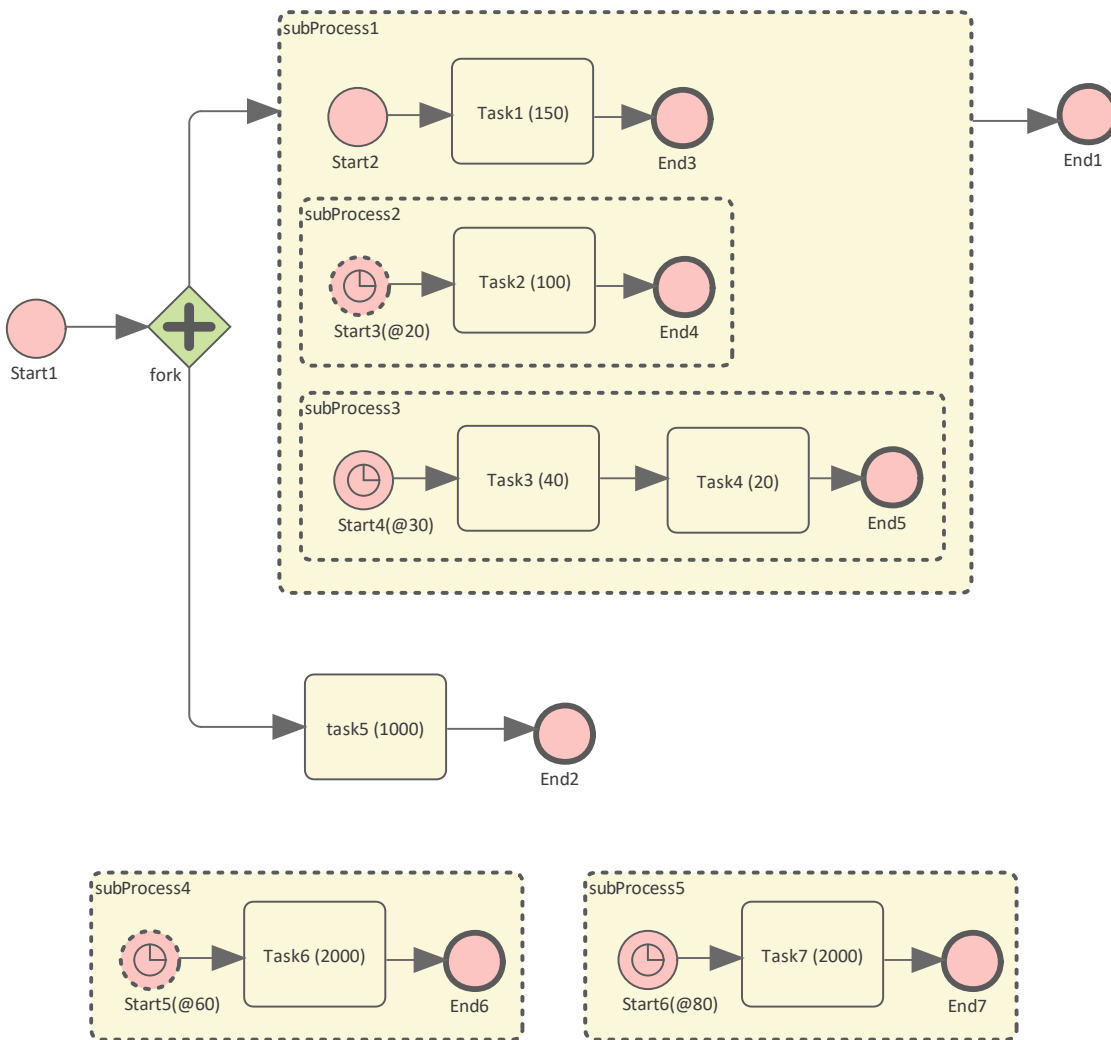 subProcess1
Task1 (150)
Start2
End3
End1
subProcess2
Task2 (100)
Start3(@20)
End4
Start1
fork
subProcess3
Task3 (40)
Task4 (20)
Start4(@30)
End5
task5 (1000)
End2
subProcess4
Task6 (2000)
Start5(@60)
End6
subProcess5
Task7 (2000)
Start6(@80)
End7